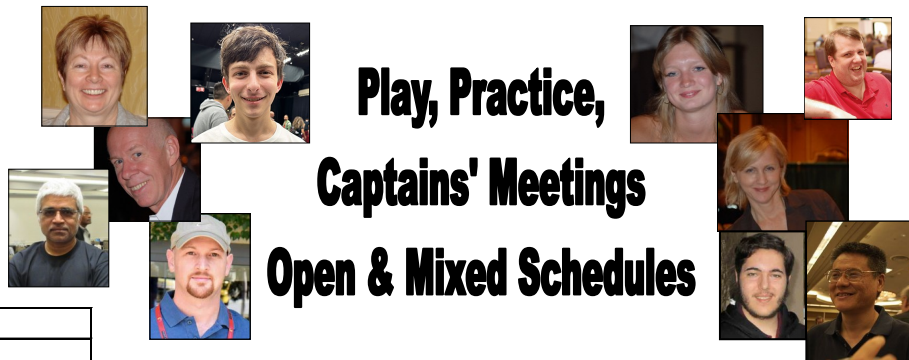 Play, Practice,
Captains' Meetings
Open & Mixed Schedules